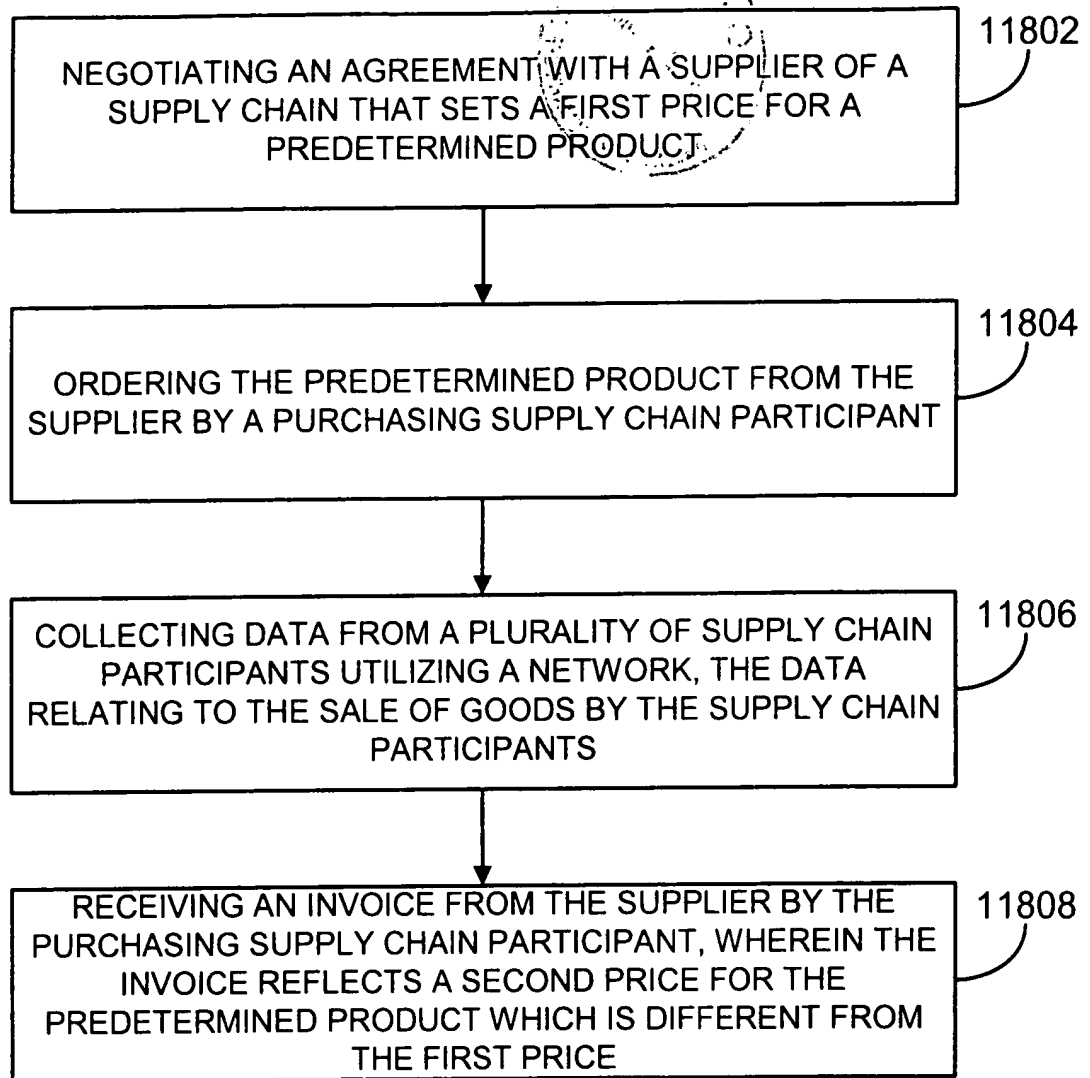 11802
NEGOTIATING AN AGREEMENT WITH A SUPPLIER OF A
SUPPLY CHAIN THAT SETS A FIRST PRICE FOR A
PREDETERMINED PRODUCT
11804
ORDERING THE PREDETERMINED PRODUCT FROM THE
SUPPLIER BY A PURCHASING SUPPLY CHAIN PARTICIPANT
11806
COLLECTING DATA FROM A PLURALITY OF SUPPLY CHAIN
PARTICIPANTS UTILIZING A NETWORK, THE DATA
RELATING TO THE SALE OF GOODS BY THE SUPPLY CHAIN
PARTICIPANTS
11808
RECEIVING AN INVOICE FROM THE SUPPLIER BY THE
PURCHASING SUPPLY CHAIN PARTICIPANT, WHEREIN THE
INVOICE REFLECTS A SECOND PRICE FOR THE
PREDETERMINED PRODUCT WHICH IS DIFFERENT FROM
THE FIRST PRICE